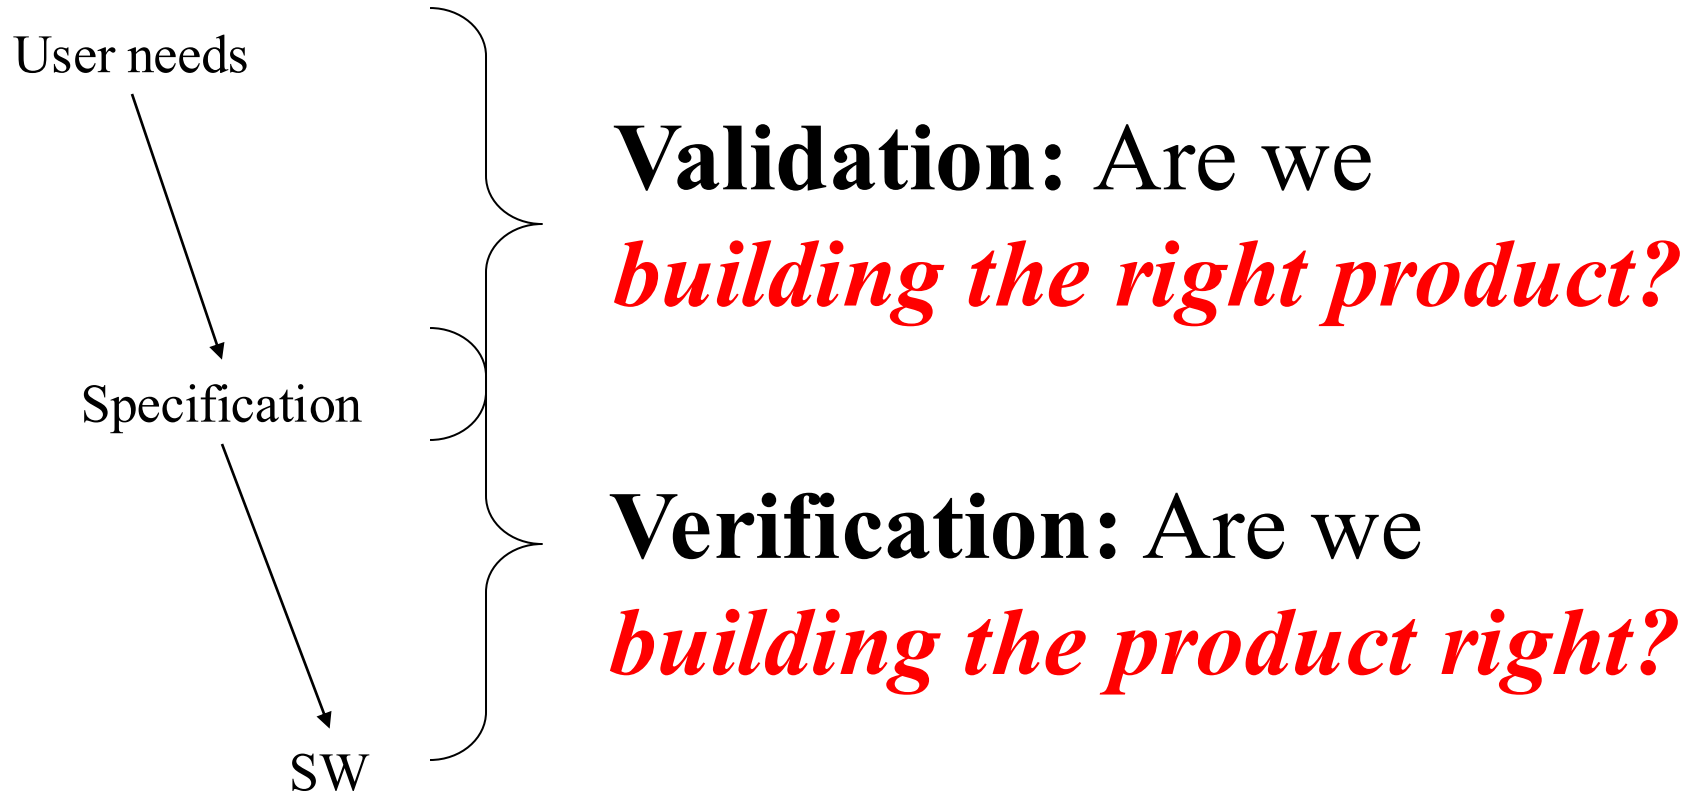 User needs
Validation: Are we
building the right product?
Specification
Verification: Are we
building the product right?
SW